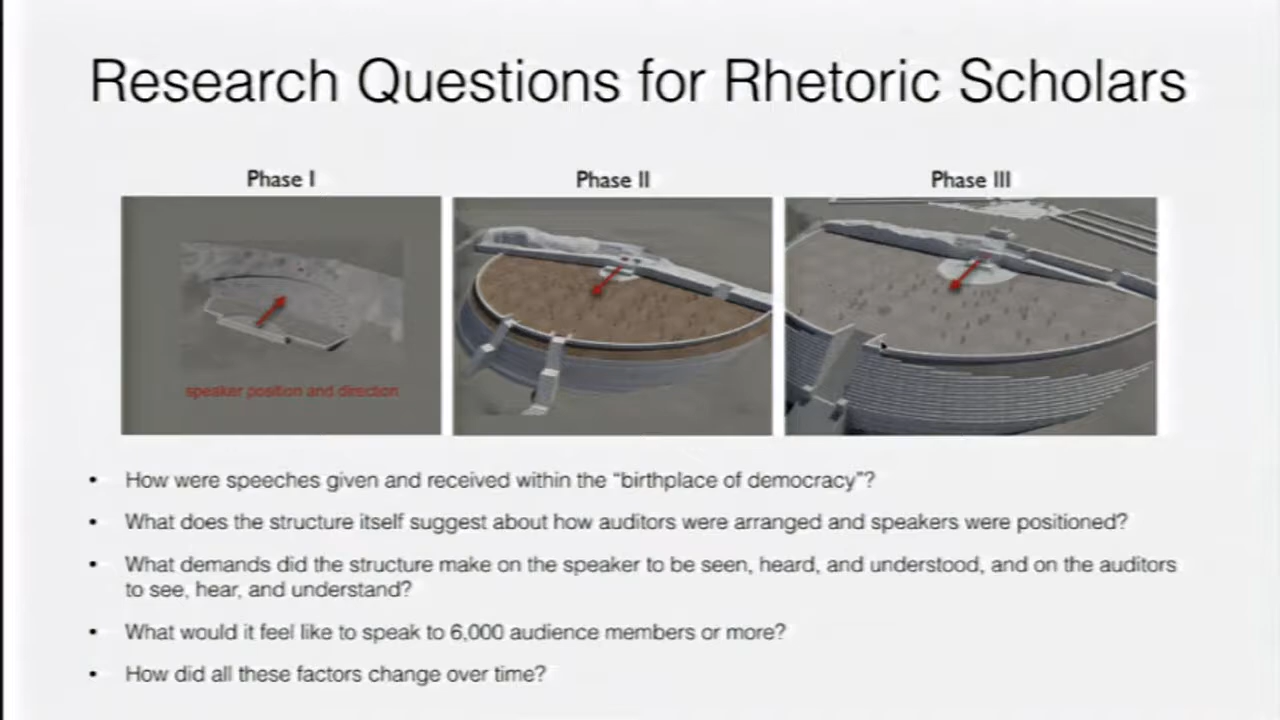 Research Questions for Rhetoric Scholars
Phase I
Phase II
Phase III
speaker position and direction
• How were speeches given and received within the “birthplace of democracy”?
• What does the structure itself suggest about how auditors were arranged and speakers were positioned?
• What demands did the structure make on the speaker to be seen, heard, and understood, and on the auditors
to see, hear, and understand?
• What would it feel like to speak to 6,000 audience members or more?
• How did all these factors change over time?